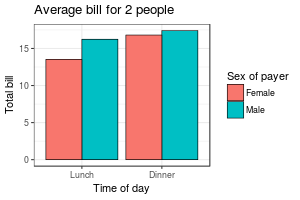 Average bill for 2 people
Total bill
15
10
5
0
Lunch
Dinner
Time of day
Sex of payer
Female
Male